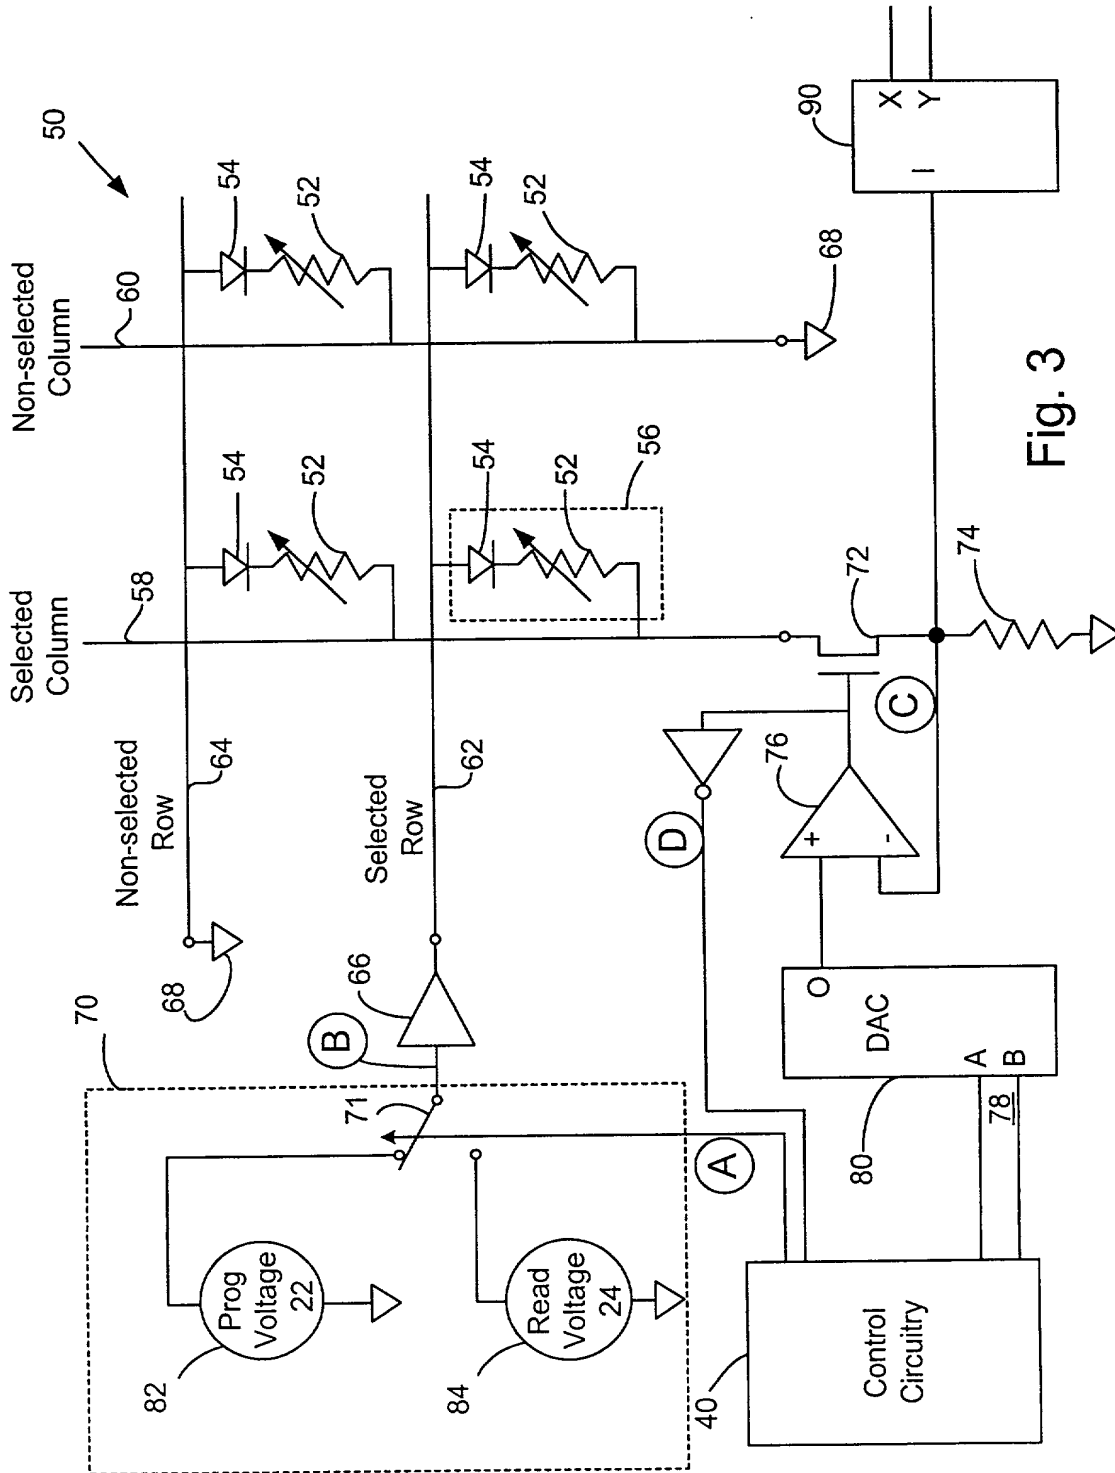 Selected
Column
58
Non-selected
Column
60
50
Non-selected
Row
64
68
54
52
54
52
70
Selected
Row
62
66
B
54
52
56
54
52
71
82
Prog
Voltage
22
84
Read
Voltage
24
A
D
72
C
76
+
-
74
68
90
X
Y
I
40
Control
Circuitry
78
80
DAC
O
A
B
Fig. 3